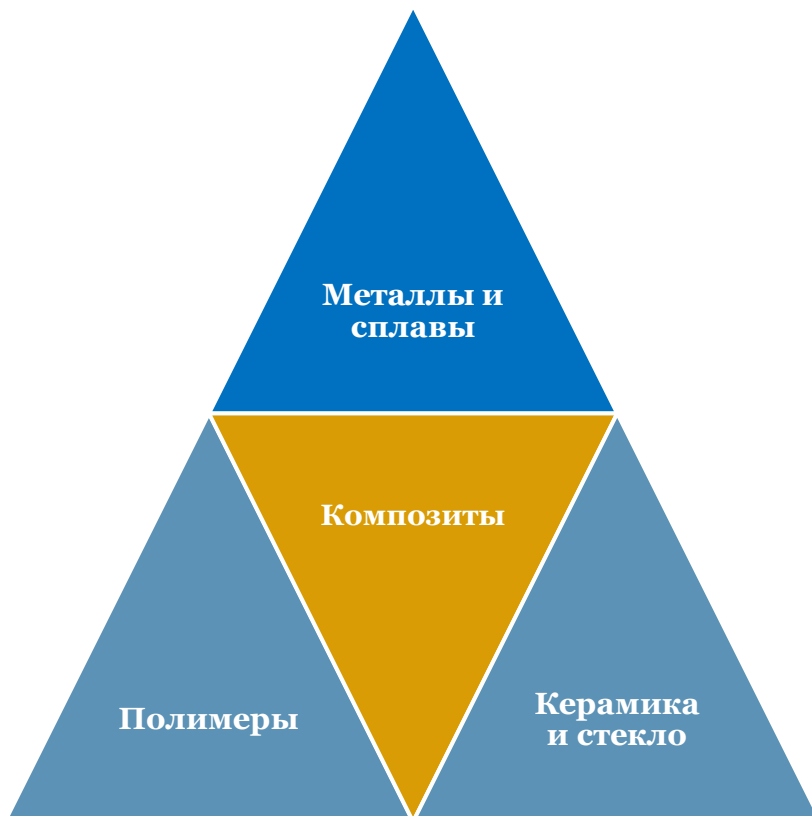 Металлы и
сплавы
Композиты
Полимеры
Керамика
и стекло